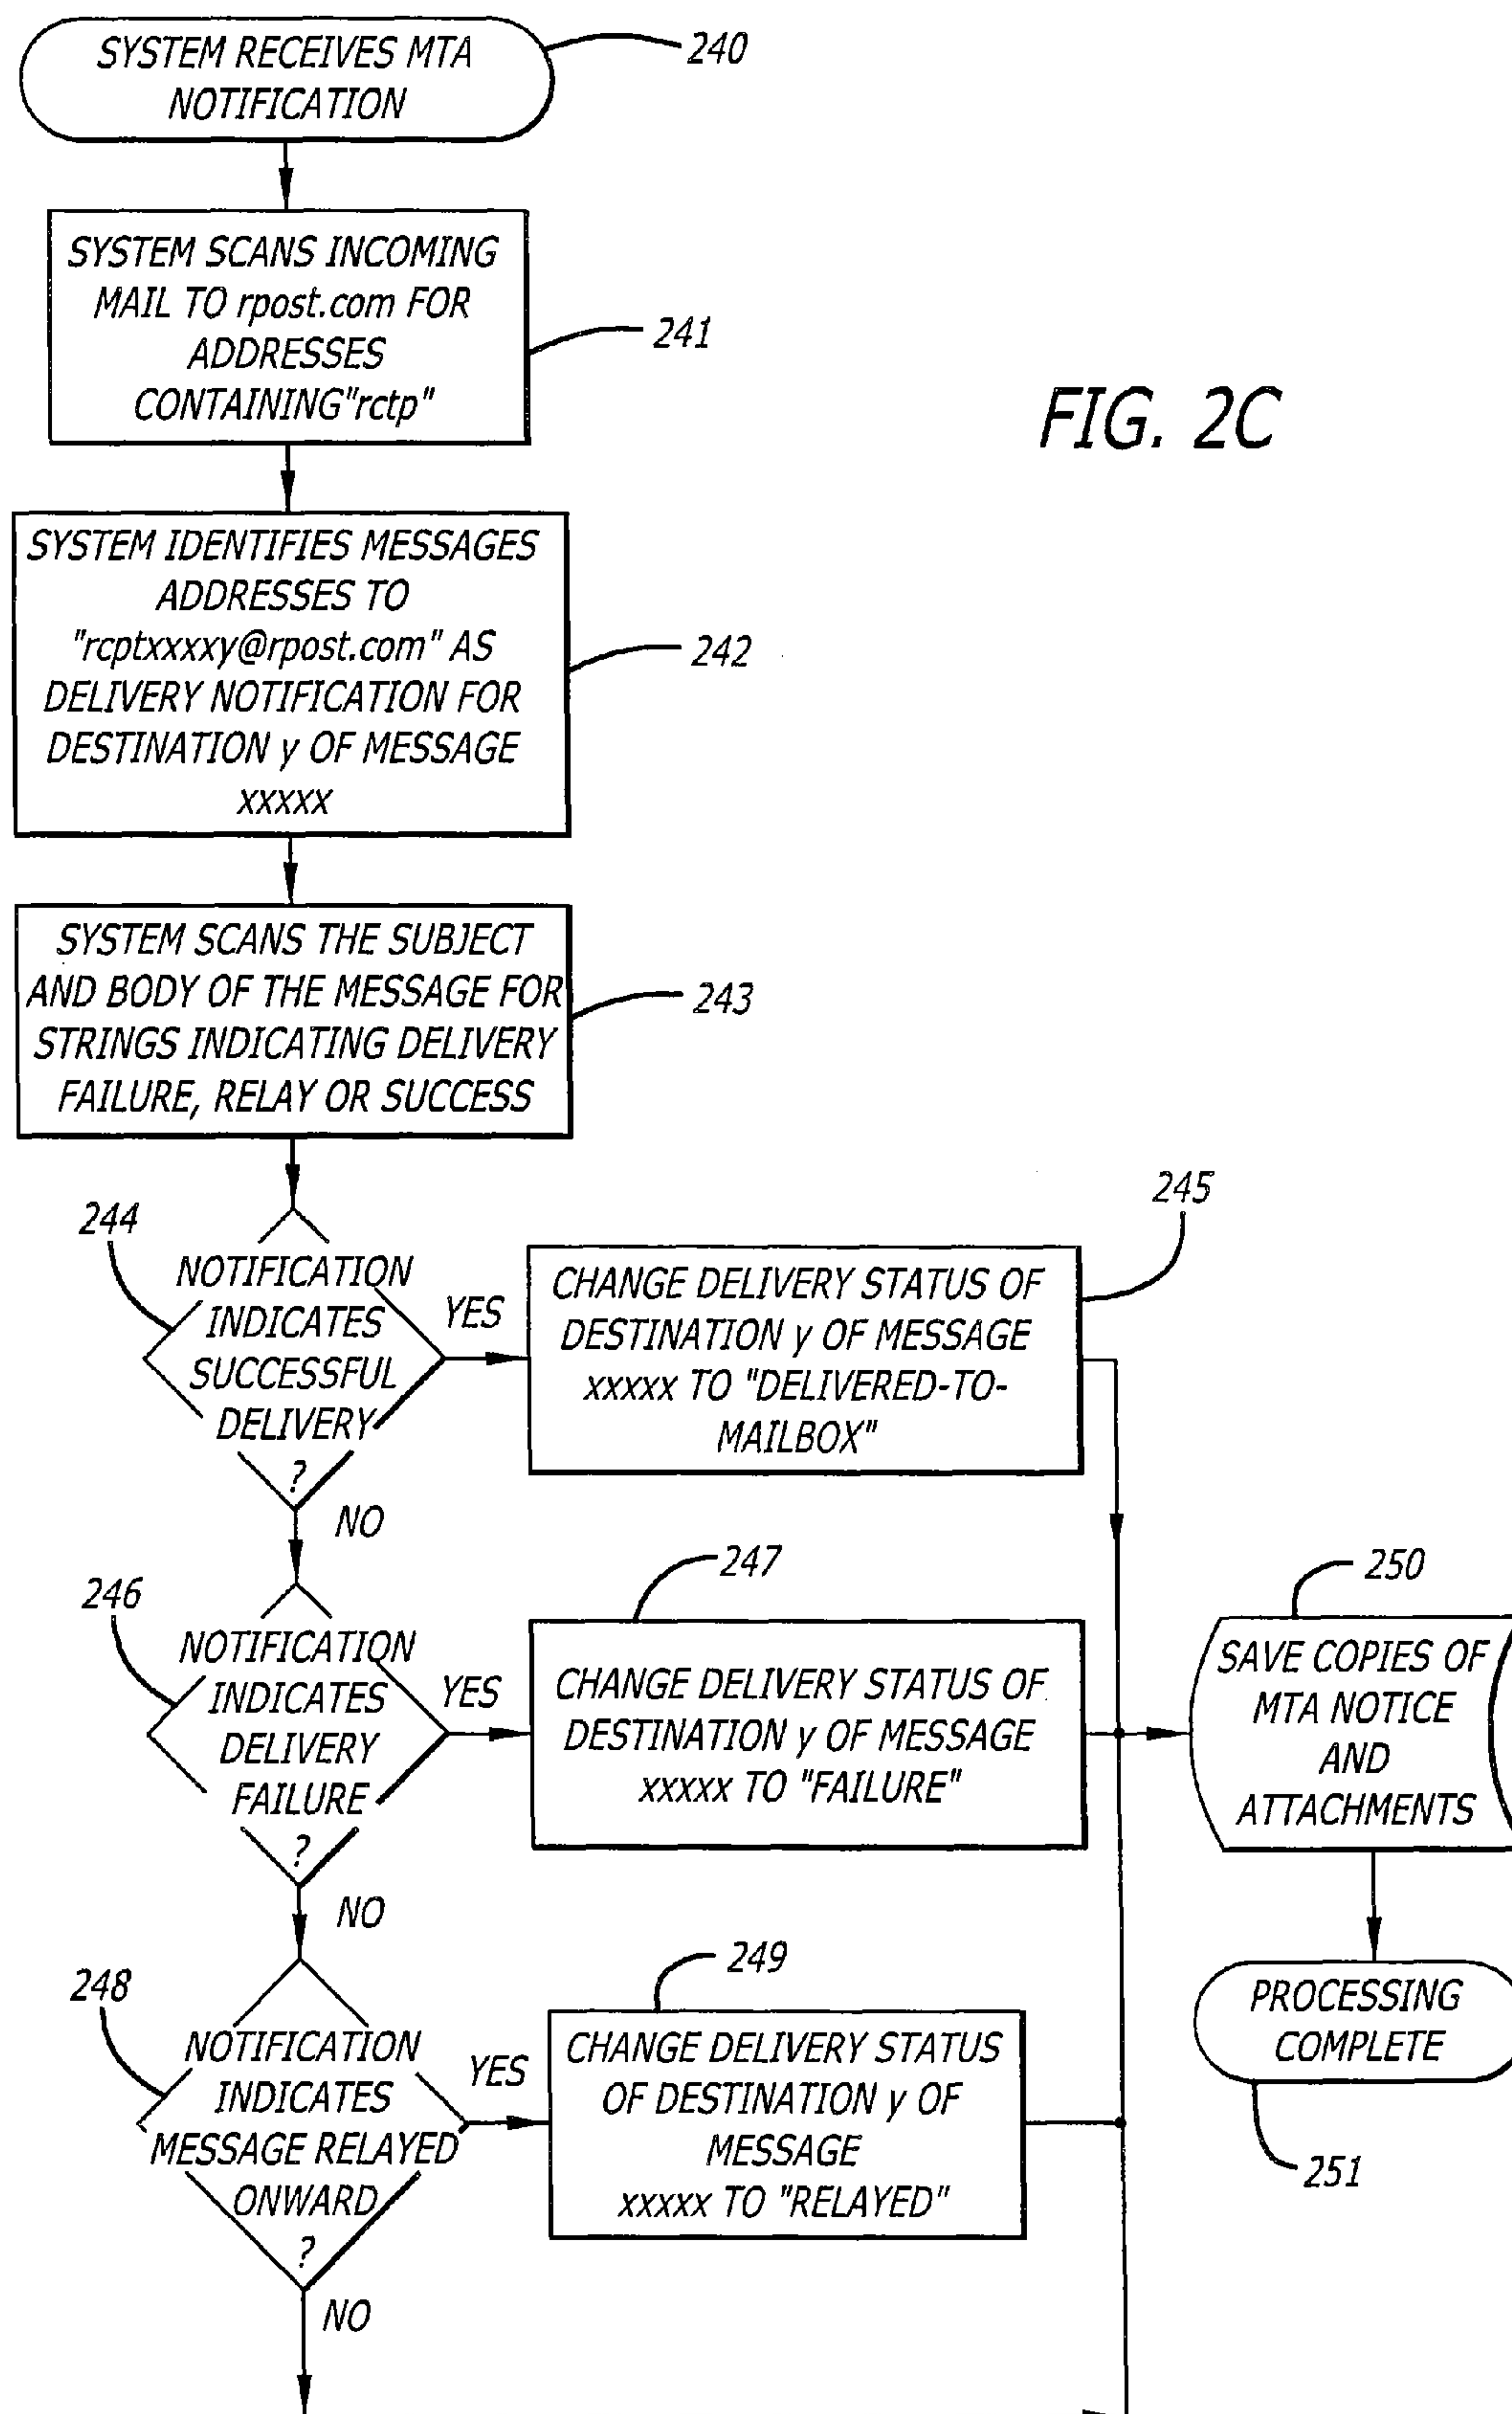 SYSTEM RECEIVES MTA
NOTIFICATION
240
SYSTEM SCANS INCOMING
MAIL TO rpost.com FOR
ADDRESSES
CONTAINING"rctp"
241
FIG. 2C
SYSTEM IDENTIFIES MESSAGES
ADDRESSES TO
"rcptxxxxy@rpost.com" AS
DELIVERY NOTIFICATION FOR
DESTINATION y OF MESSAGE
xxxxx
242
SYSTEM SCANS THE SUBJECT
AND BODY OF THE MESSAGE FOR
STRINGS INDICATING DELIVERY
FAILURE, RELAY OR SUCCESS
243
244
NOTIFICATION
INDICATES
SUCCESSFUL
DELIVERY
?
YES
NO
CHANGE DELIVERY STATUS OF
DESTINATION y OF MESSAGE
xxxxx TO "DELIVERED-TO-
MAILBOX"
245
246
NOTIFICATION
INDICATES
DELIVERY
FAILURE
?
YES
NO
247
CHANGE DELIVERY STATUS OF
DESTINATION y OF MESSAGE
xxxxx TO "FAILURE"
250
SAVE COPIES OF
MTA NOTICE
AND
ATTACHMENTS
248
NOTIFICATION
INDICATES
MESSAGE RELAYED
ONWARD
?
YES
NO
249
CHANGE DELIVERY STATUS
OF DESTINATION y OF
MESSAGE
xxxxx TO "RELAYED"
PROCESSING
COMPLETE
251